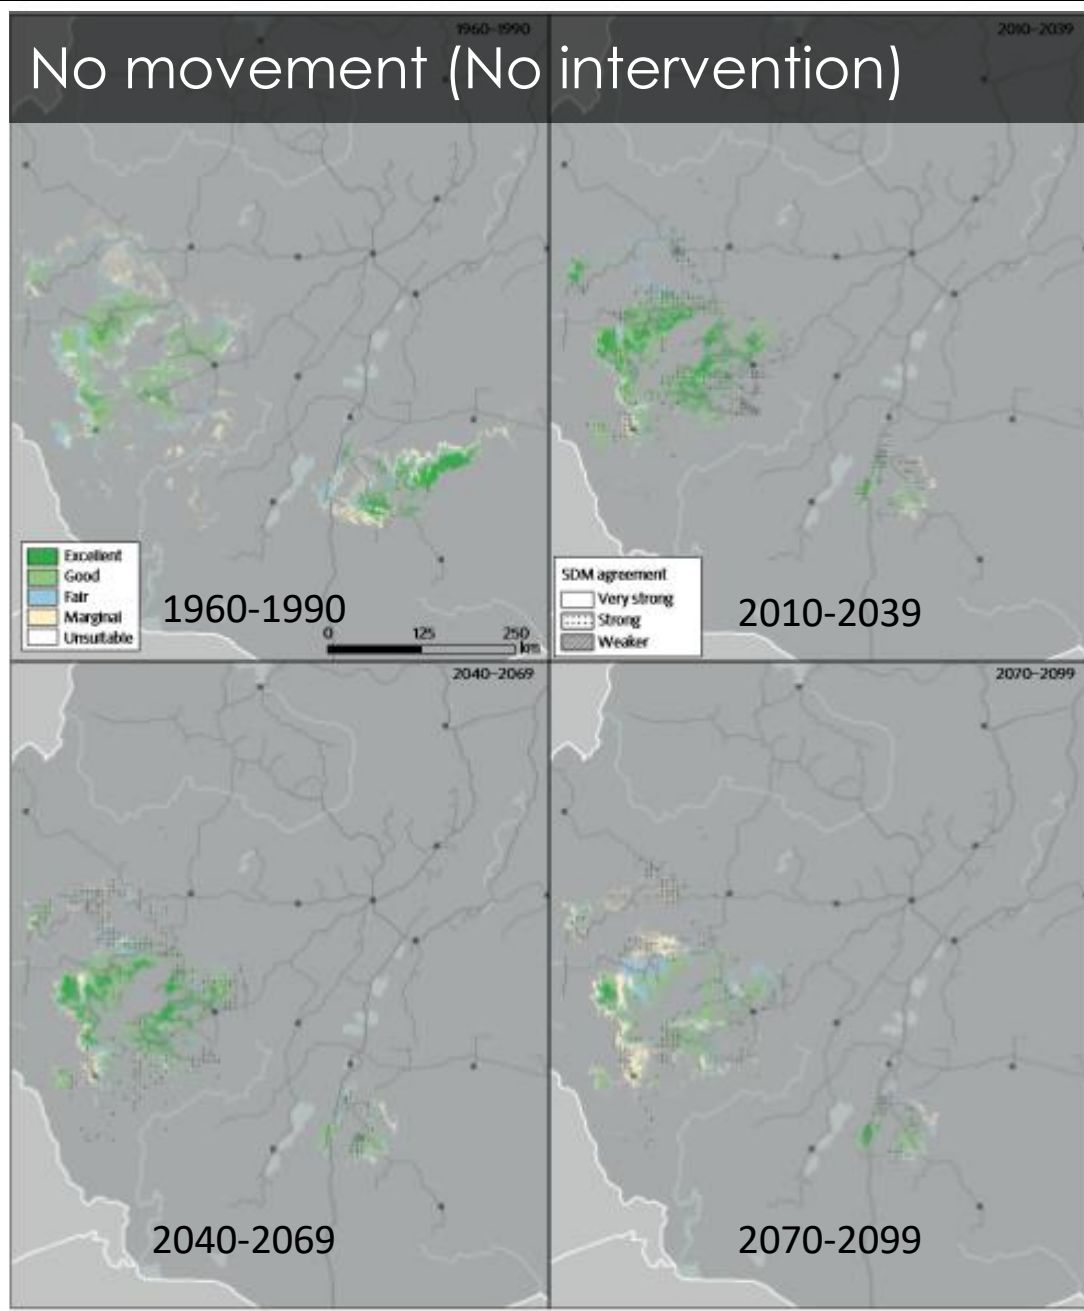 1960-1990
2010-2039
No movement (No intervention)
Excellent
Good
Fair
Marginal
Unsuitable
1960-1990
0 125 250
km
SDM agreement
Very strong
Strong
Weaker
2010-2039
2040-2069
2070-2099
2040-2069
2070-2099